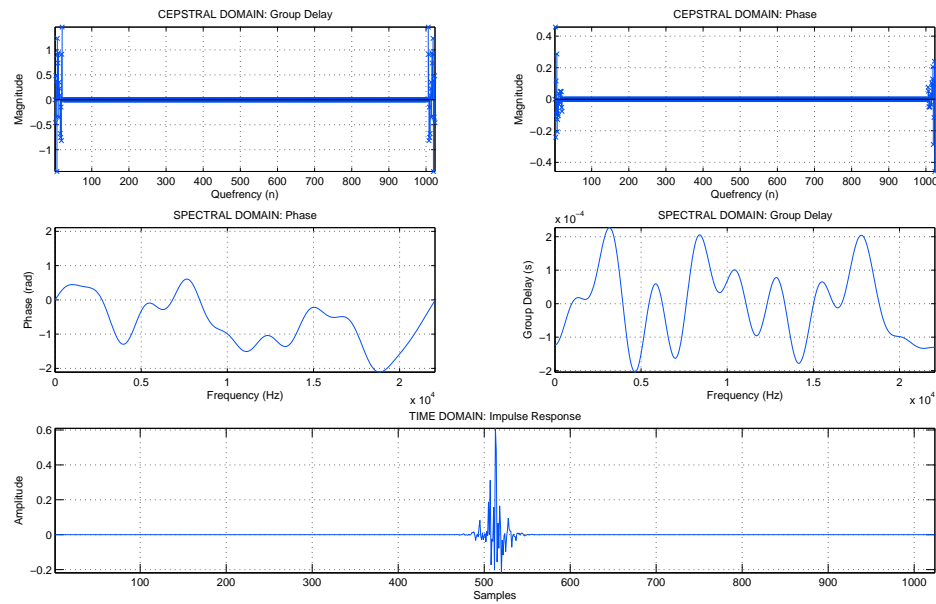 CEPSTRAL DOMAIN: Group Delay
CEPSTRAL DOMAIN: Phase
Magnitude
1
0.5
0
−0.5
−1
100 200 300 400 500 600 700 800 900 1000
Quefrency (n)
Magnitude
0.4
0.2
0
−0.2
−0.4
100 200 300 400 500 600 700 800 900 1000
Quefrency (n)
SPECTRAL DOMAIN: Phase
Phase (rad)
2
1
0
−1
−2
0 0.5 1 1.5 2
Frequency (Hz)
x 10⁴
x 10⁻⁴
SPECTRAL DOMAIN: Group Delay
Group Delay (s)
2
1
0
−1
−2
0 0.5 1 1.5 2
Frequency (Hz)
x 10⁴
TIME DOMAIN: Impulse Response
Amplitude
0.6
0.4
0.2
0
−0.2
100 200 300 400 500 600 700 800 900 1000
Samples